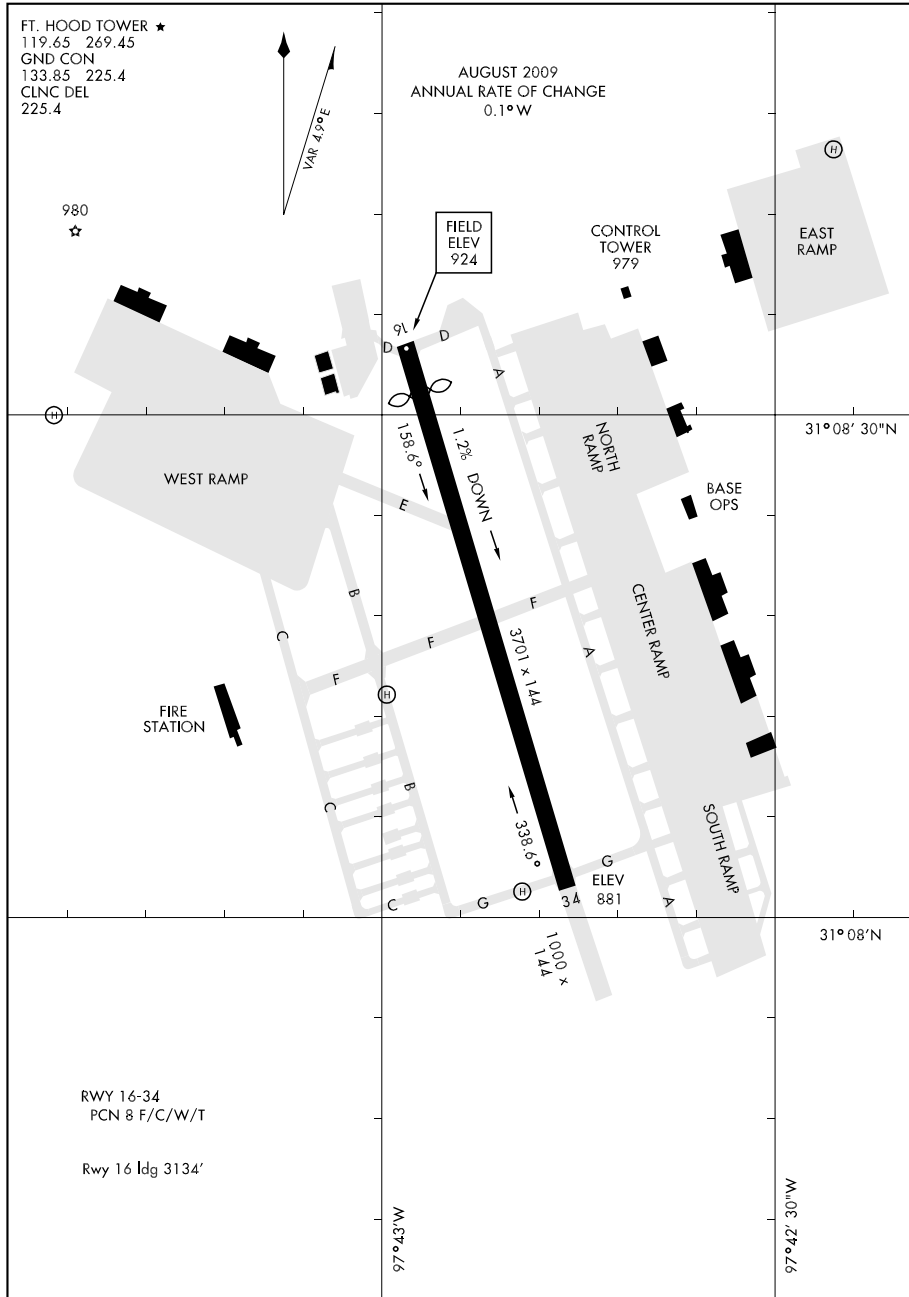 FT. HOOD TOWER ★
119.65 269.45
GND CON
133.85 225.4
CLNC DEL
225.4
VAR 4.9° E
AUGUST 2009
ANNUAL RATE OF CHANGE
0.1° W
H
980
FIELD
ELEV
924
CONTROL
TOWER
979
EAST
RAMP
16
D
D
A
H
31° 08' 30"N
158.6°
1.2% DOWN
NORTH
RAMP
WEST RAMP
E
BASE
OPS
B
F
A
C
F
CENTER RAMP
3701 x 144
F
H
FIRE
STATION
B
C
338.6°
SOUTH RAMP
G
ELEV
881
H
34
A
C
G
31° 08'N
1000 x
144
RWY 16-34
PCN 8 F/C/W/T
Rwy 16 ldg 3134'
97° 43'W
97° 42' 30"W